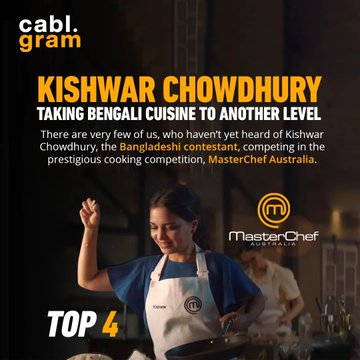 cabl.
gram
KISHWAR CHOWDHURY
TAKING BENGALI CUISINE TO ANOTHER LEVEL
There are very few of us, who haven't yet heard of Kishwar
Chowdhury, the Bangladeshi contestant, competing in the
prestigious cooking competition, MasterChef Australia.
MasterChef
AUSTRALIA
Kishwar
TOP 4